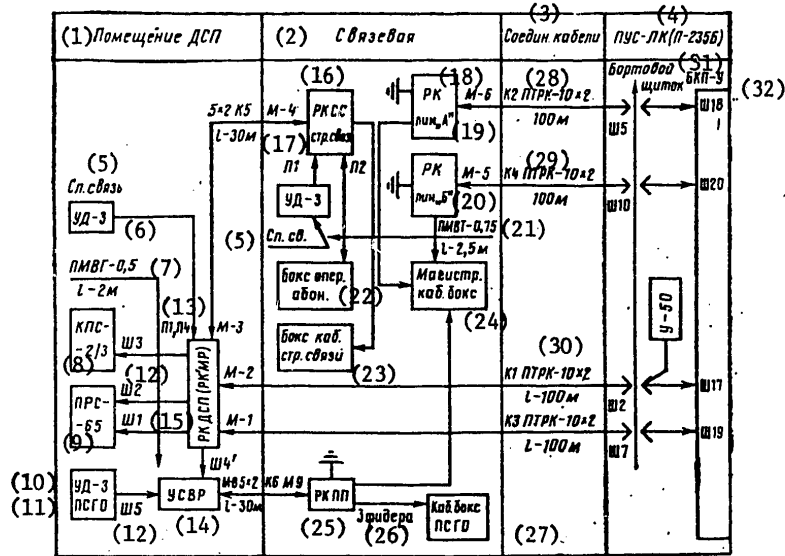 (1) Помещение ДСП
(2) Связевая
(3)
Соедин. кабели
(4)
ПУС-ЛК(П-235Б)
(16)
(18)
(28)
Бортовой
щиток
(31)
БКП-У
(32)
5×2 К5
М-4
РКСС
стр. связ
(17)
l-30м
РК
лин„А"
(19)
М-6
К2 ПТРК-10×2
100м
Ш5
Ш18
(5)
Сп. связь
УД-3
(6)
П1
П2
РК
лин„Б"
(20)
М-5
(29)
К4 ПТРК-10×2
100м
Ш10
Ш20
УД-3
(5)
Сп. св.
ПМВГ-0,75
(21)
l-2,5м
ПМВГ-0,5
(7)
l-2м
Бокс опер.
абон.
(22)
Магистр.
каб. бокс
(24)
У-50
(13)
П1,П4
М-3
КПС-
-2/3
(8)
Ш3
(12)
Бокс каб.
стр. связи
(23)
(30)
М-2
К1 ПТРК-10×2
l-100м
Ш2
Ш17
ПРС-
-65
(9)
Ш2
Ш1
(15)
РК ДСП (РК МР)
М-1
К3 ПТРК-10×2
l-100м
Ш7
Ш19
Ш4'
(10)
(11)
УД-3
ПСГО
Ш5
(12)
УСВР
(14)
МВ5×2
К6 М9
l-30м
РКПП
(25)
3 фидера
(26)
Каб. бокс
ПСГО
(27)